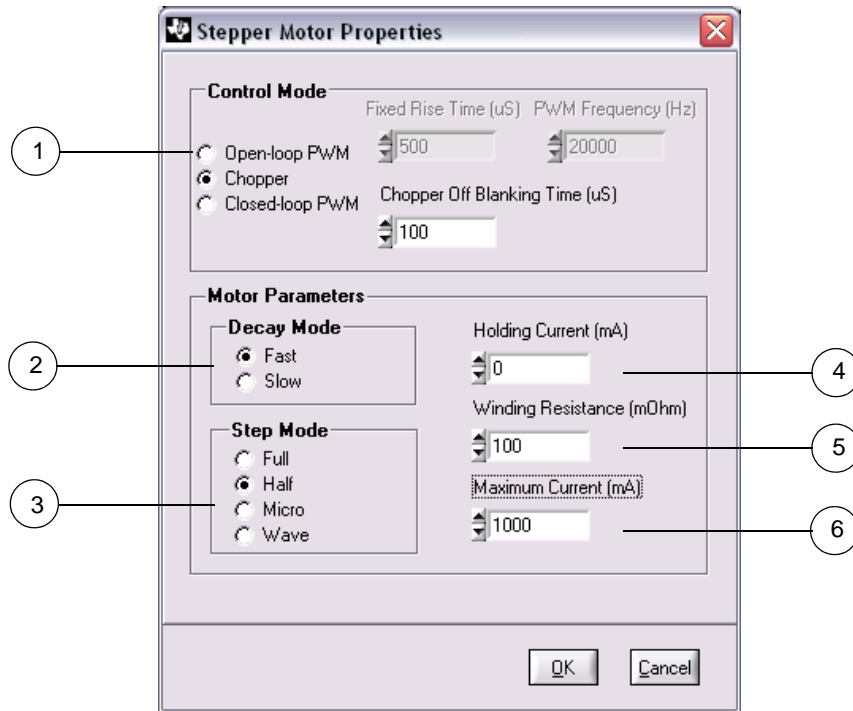 Stepper Motor Properties
Control Mode
Fixed Rise Time (uS) PWM Frequency (Hz)
500 20000
1
Open-loop PWM
Chopper
Closed-loop PWM
Chopper Off Blanking Time (uS)
100
Motor Parameters
Decay Mode
2
Fast
Slow
Step Mode
3
Full
Half
Micro
Wave
Holding Current (mA)
0
4
Winding Resistance (mOhm)
100
5
Maximum Current (mA)
1000
6
OK Cancel